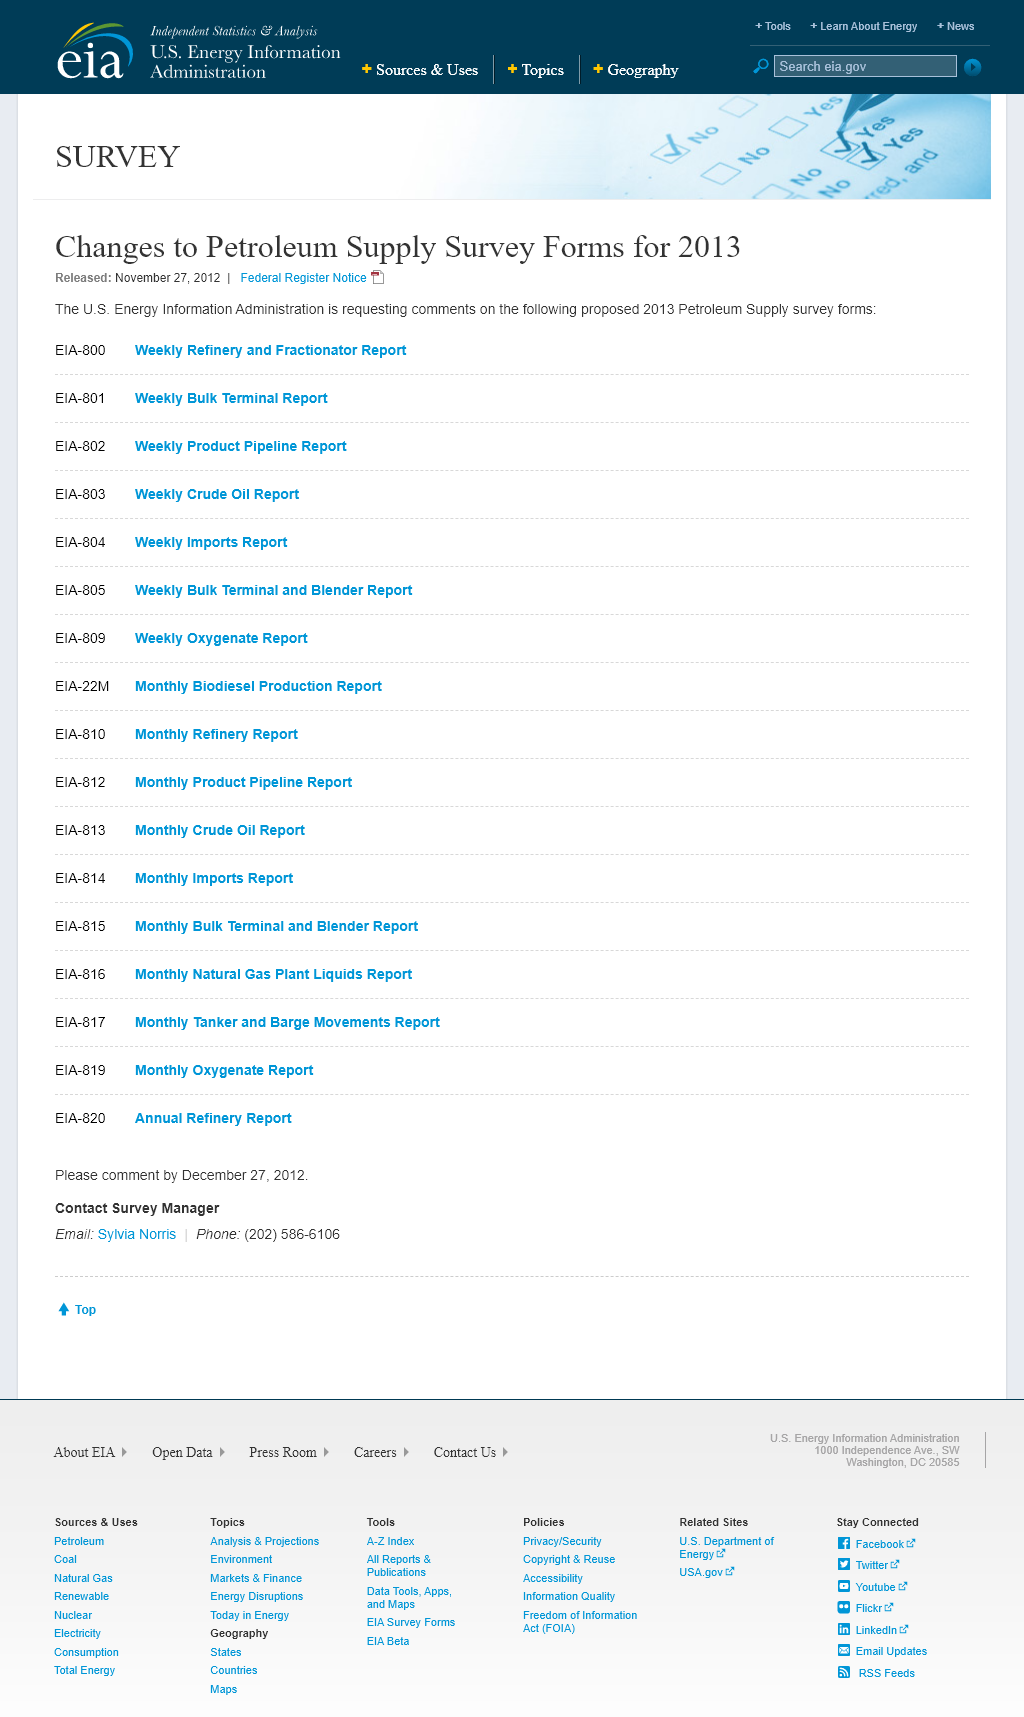 Independent Statistics & Analysis
eia U.S. Energy Information
Administration
+ Tools + Learn About Energy + News
+ Sources & Uses + Topics + Geography
Search eia.gov
SURVEY
No
No
No
No
Yes
Yes
Yes
red, and
Changes to Petroleum Supply Survey Forms for 2013
Released: November 27, 2012 | Federal Register Notice
The U.S. Energy Information Administration is requesting comments on the following proposed 2013 Petroleum Supply survey forms:
EIA-800 Weekly Refinery and Fractionator Report
EIA-801 Weekly Bulk Terminal Report
EIA-802 Weekly Product Pipeline Report
EIA-803 Weekly Crude Oil Report
EIA-804 Weekly Imports Report
EIA-805 Weekly Bulk Terminal and Blender Report
EIA-809 Weekly Oxygenate Report
EIA-22M Monthly Biodiesel Production Report
EIA-810 Monthly Refinery Report
EIA-812 Monthly Product Pipeline Report
EIA-813 Monthly Crude Oil Report
EIA-814 Monthly Imports Report
EIA-815 Monthly Bulk Terminal and Blender Report
EIA-816 Monthly Natural Gas Plant Liquids Report
EIA-817 Monthly Tanker and Barge Movements Report
EIA-819 Monthly Oxygenate Report
EIA-820 Annual Refinery Report
Please comment by December 27, 2012.
Contact Survey Manager
Email: Sylvia Norris | Phone: (202) 586-6106
Top
About EIA Open Data Press Room Careers Contact Us
U.S. Energy Information Administration
1000 Independence Ave., SW
Washington, DC 20585
Sources & Uses
Petroleum
Coal
Natural Gas
Renewable
Nuclear
Electricity
Consumption
Total Energy
Topics
Analysis & Projections
Environment
Markets & Finance
Energy Disruptions
Today in Energy
Geography
States
Countries
Maps
Tools
A-Z Index
All Reports &
Publications
Data Tools, Apps,
and Maps
EIA Survey Forms
EIA Beta
Policies
Privacy/Security
Copyright & Reuse
Accessibility
Information Quality
Freedom of Information
Act (FOIA)
Related Sites
U.S. Department of
Energy
USA.gov
Stay Connected
Facebook
Twitter
Youtube
Flickr
LinkedIn
Email Updates
RSS Feeds